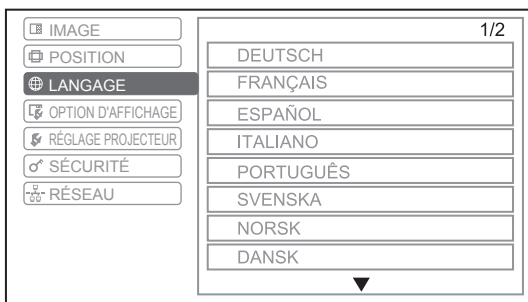 IMAGE
POSITION
LANGAGE
OPTION D'AFFICHAGE
RÉGLAGE PROJECTEUR
SÉCURITÉ
RÉSEAU
1/2
DEUTSCH
FRANÇAIS
ESPAÑOL
ITALIANO
PORTUGUÊS
SVENSKA
NORSK
DANSK